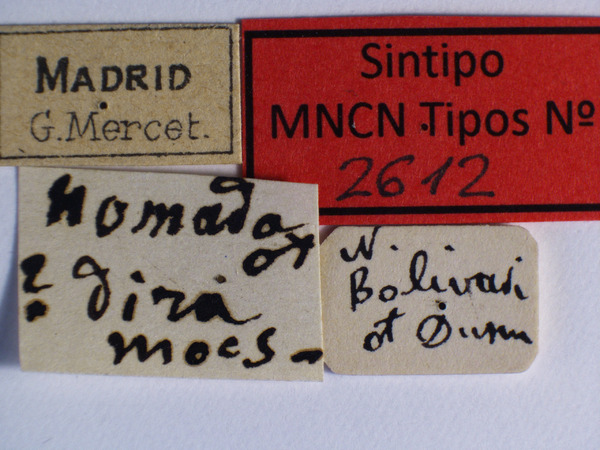 MADRID
G.Mercet.
Sintipo
MNCN Tipos Nº
2612
Nomada
♂
? dira
mocs-
N.
Bolivari
♂ Dusm